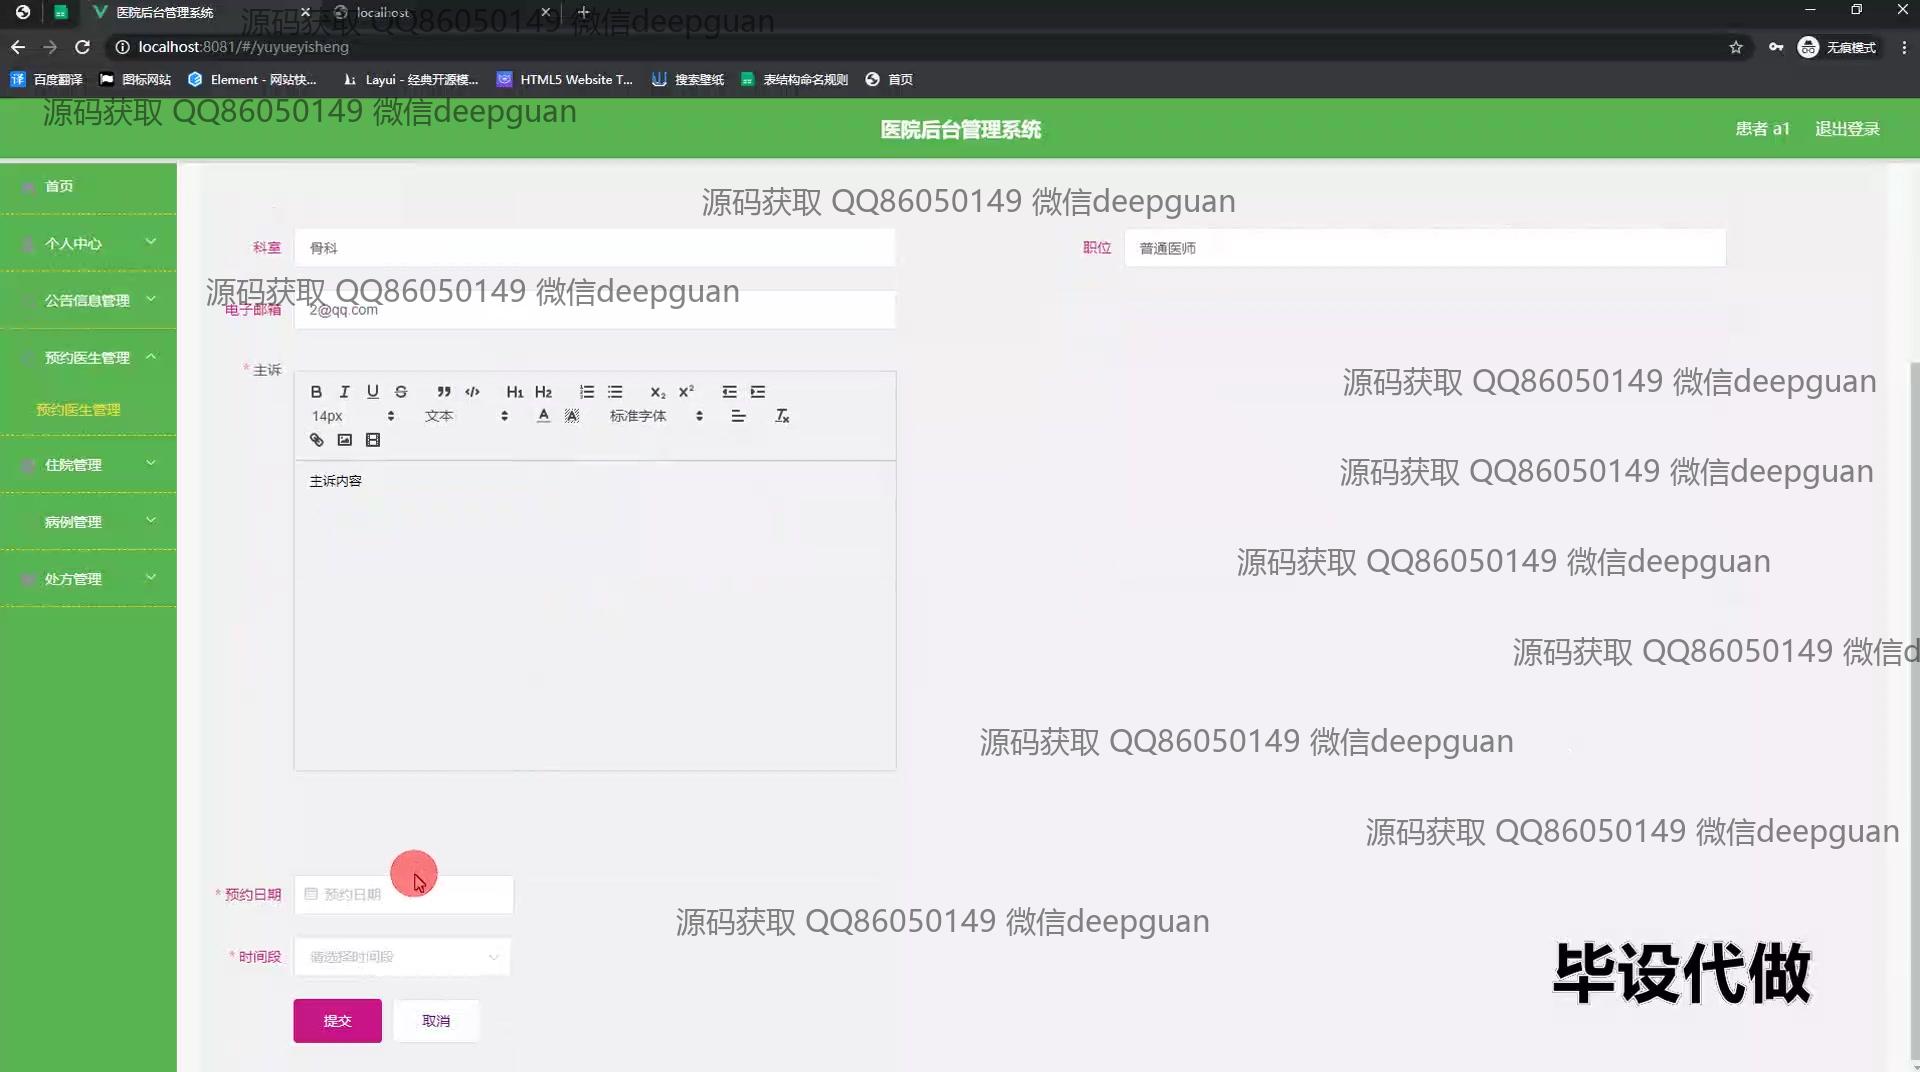 医院后台管理系统
localhost
源码获取 QQ86050149 微信deepguan
localhost:8081/#/yuyueyisheng
无痕模式
百度翻译
图标网站
Element - 网站快...
Layui - 经典开源模...
HTML5 Website T...
搜索壁纸
表结构命名规则
首页
源码获取 QQ86050149 微信deepguan
医院后台管理系统
患者 a1
退出登录
首页
源码获取 QQ86050149 微信deepguan
个人中心
科室
骨科
职位
普通医师
公告信息管理
源码获取 QQ86050149 微信deepguan
电子邮箱
2@qq.com
预约医生管理
* 主诉
源码获取 QQ86050149 微信deepguan
B I U S H1 H2 X2 X2
预约医生管理
14px
文本
标准字体
住院管理
源码获取 QQ86050149 微信deepguan
主诉内容
病例管理
源码获取 QQ86050149 微信deepguan
处方管理
源码获取 QQ86050149 微信d
源码获取 QQ86050149 微信deepguan
源码获取 QQ86050149 微信deepguan
* 预约日期
预约日期
源码获取 QQ86050149 微信deepguan
* 时间段
请选择时间段
毕设代做
提交
取消